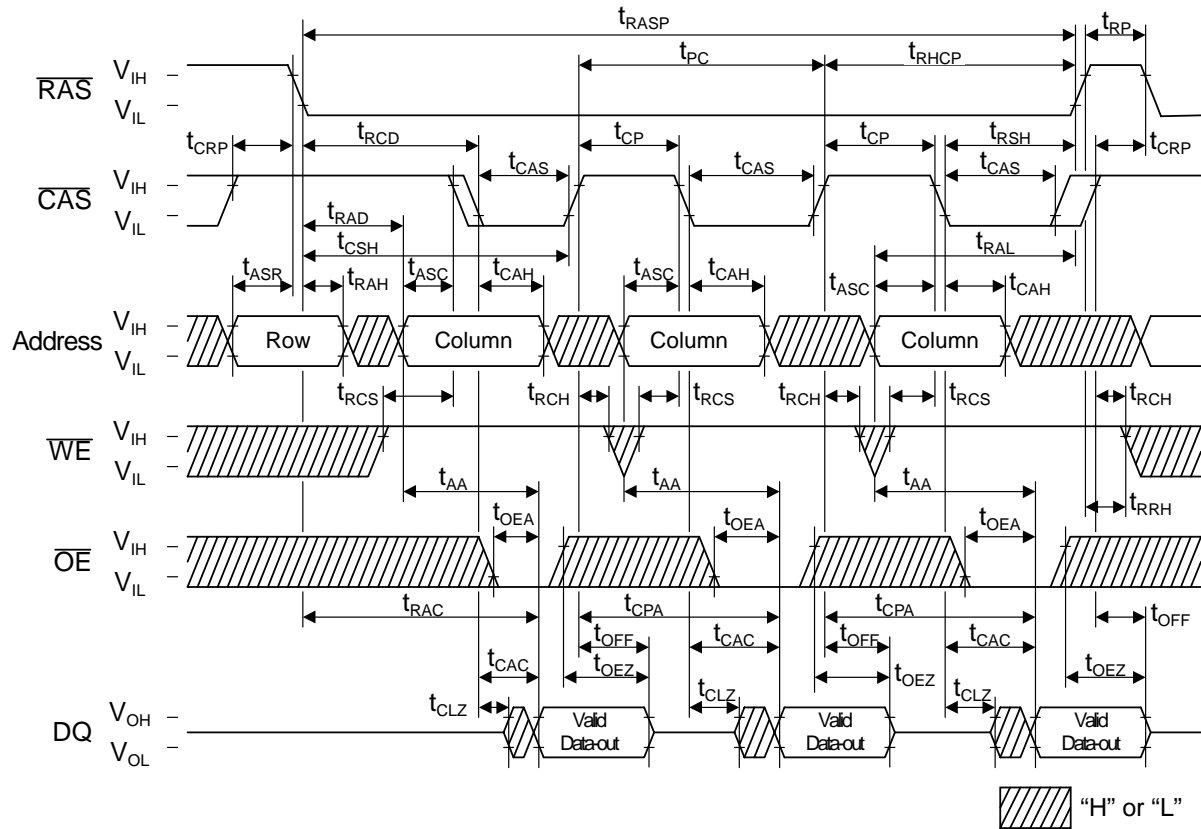 tRASP tRP
tPC tRHCP
RAS VIH
VIL
tCRP tRCD tCP tCP tRSH tCRP
tCAS tCAS tCAS
CAS VIH
VIL
tRAD
tCSH tRAL
tASR tRAH tASC tCAH tASC tCAH tASC tCAH
Address VIH
VIL
Row Column Column Column
tRCS tRCH tRCS tRCH tRCS tRCH
WE VIH
VIL
tAA tAA tAA
tRRH
tOEA tOEA tOEA
OE VIH
VIL
tRAC tCPA tCPA
tOFF tCAC tOFF tCAC tOFF
tCAC tOEZ tOEZ tOEZ
tCLZ tCLZ tCLZ
DQ VOH
VOL
Valid Valid Valid
Data-out Data-out Data-out
“H” or “L”